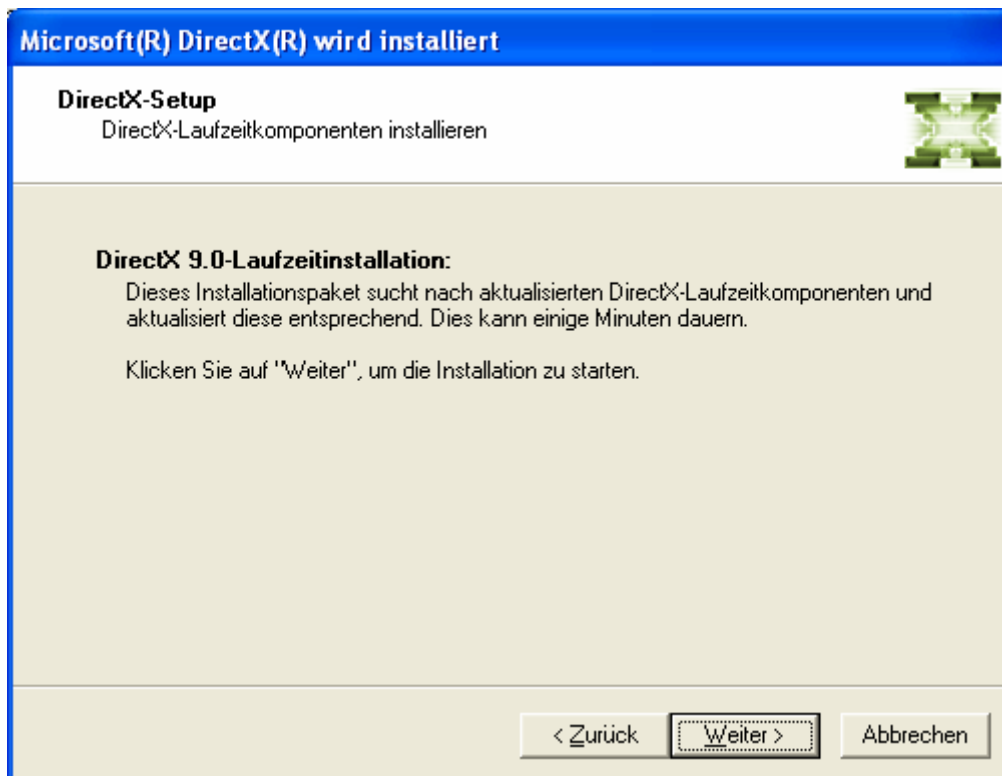 Microsoft(R) DirectX(R) wird installiert
DirectX-Setup
DirectX-Laufzeitkomponenten installieren
DirectX 9.0-Laufzeitinstallation:
Dieses Installationspaket sucht nach aktualisierten DirectX-Laufzeitkomponenten und
aktualisiert diese entsprechend. Dies kann einige Minuten dauern.
Klicken Sie auf "Weiter", um die Installation zu starten.
< Zurück Weiter > Abbrechen